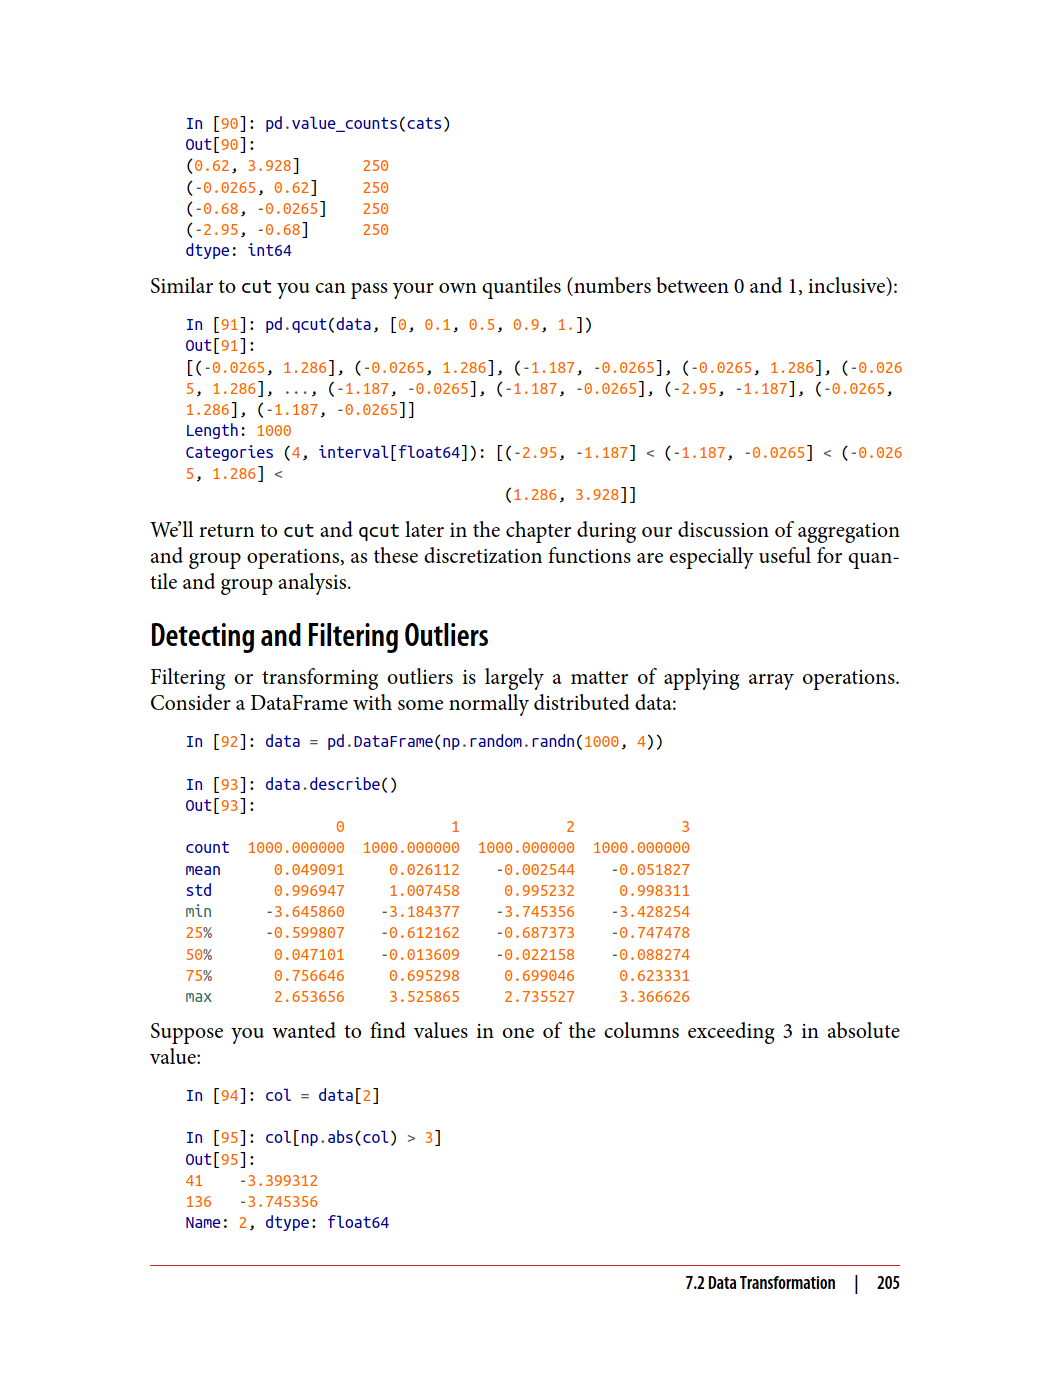 In [90]: pd.value_counts(cats)
Out[90]:
(0.62, 3.928]       250
(-0.0265, 0.62]     250
(-0.68, -0.0265]    250
(-2.95, -0.68]      250
dtype: int64
Similar to cut you can pass your own quantiles (numbers between 0 and 1, inclusive):
In [91]: pd.qcut(data, [0, 0.1, 0.5, 0.9, 1.])
Out[91]:
[(-0.0265, 1.286], (-0.0265, 1.286], (-1.187, -0.0265], (-0.0265, 1.286], (-0.026
5, 1.286], ..., (-1.187, -0.0265], (-1.187, -0.0265], (-2.95, -1.187], (-0.0265,
1.286], (-1.187, -0.0265]]
Length: 1000
Categories (4, interval[float64]): [(-2.95, -1.187] < (-1.187, -0.0265] < (-0.026
5, 1.286] <
(1.286, 3.928]]
We’ll return to cut and qcut later in the chapter during our discussion of aggregation
and group operations, as these discretization functions are especially useful for quan-
tile and group analysis.
Detecting and Filtering Outliers
Filtering or transforming outliers is largely a matter of applying array operations.
Consider a DataFrame with some normally distributed data:
In [92]: data = pd.DataFrame(np.random.randn(1000, 4))
In [93]: data.describe()
Out[93]:
                 0            1            2            3
count  1000.000000  1000.000000  1000.000000  1000.000000
mean      0.049091     0.026112    -0.002544    -0.051827
std       0.996947     1.007458     0.995232     0.998311
min      -3.645860    -3.184377    -3.745356    -3.428254
25%      -0.599807    -0.612162    -0.687373    -0.747478
50%       0.047101    -0.013609    -0.022158    -0.088274
75%       0.756646     0.695298     0.699046     0.623331
max       2.653656     3.525865     2.735527     3.366626
Suppose you wanted to find values in one of the columns exceeding 3 in absolute
value:
In [94]: col = data[2]
In [95]: col[np.abs(col) > 3]
Out[95]:
41    -3.399312
136   -3.745356
Name: 2, dtype: float64
7.2 Data Transformation | 205